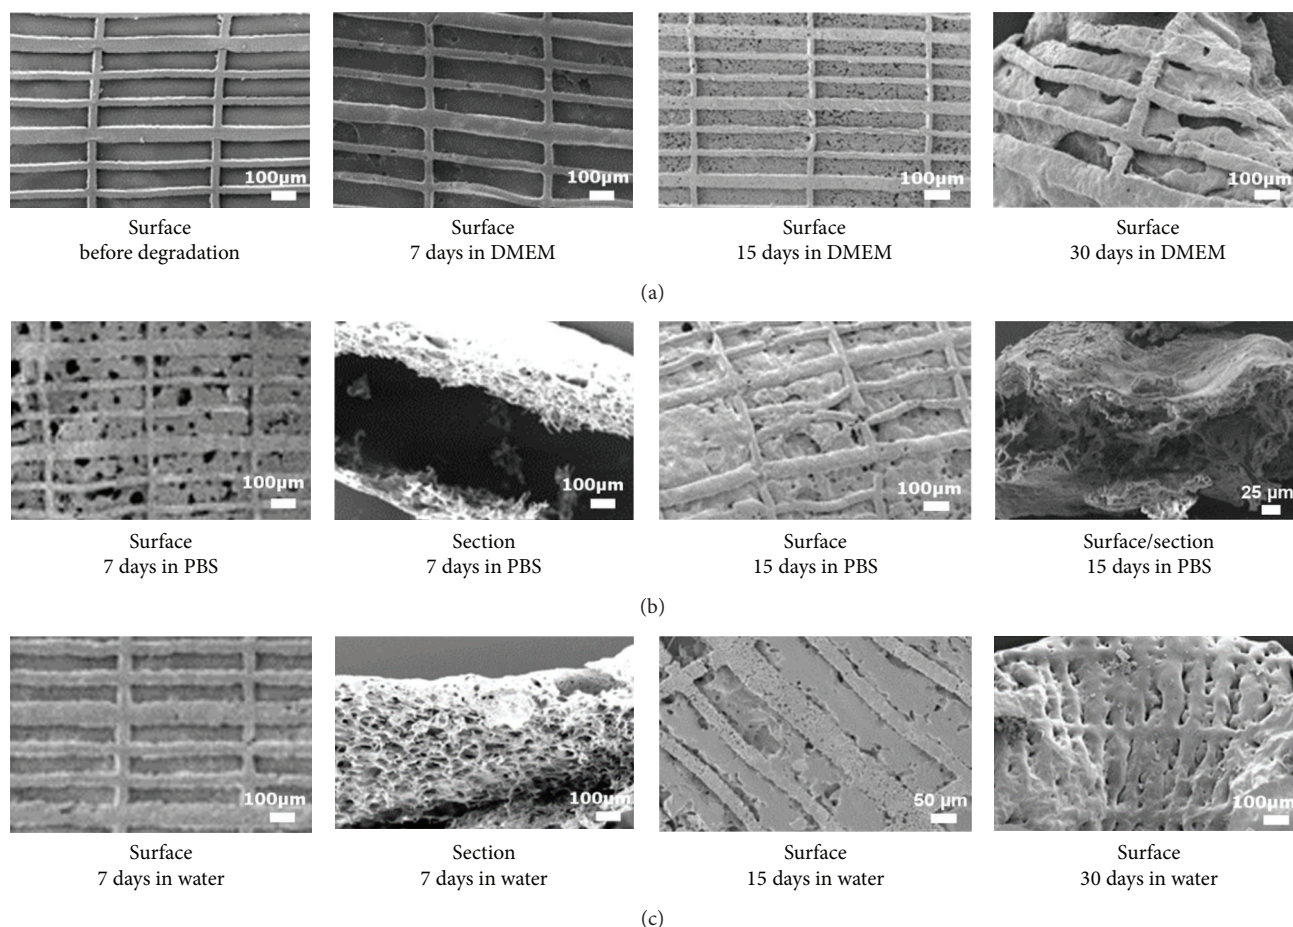 100μm
100μm
100μm
100μm
Surface
before degradation
Surface
7 days in DMEM
Surface
15 days in DMEM
Surface
30 days in DMEM
(a)
100μm
100μm
100μm
25 μm
Surface
7 days in PBS
Section
7 days in PBS
Surface
15 days in PBS
Surface/section
15 days in PBS
(b)
100μm
100μm
50 μm
100μm
Surface
7 days in water
Section
7 days in water
Surface
15 days in water
Surface
30 days in water
(c)